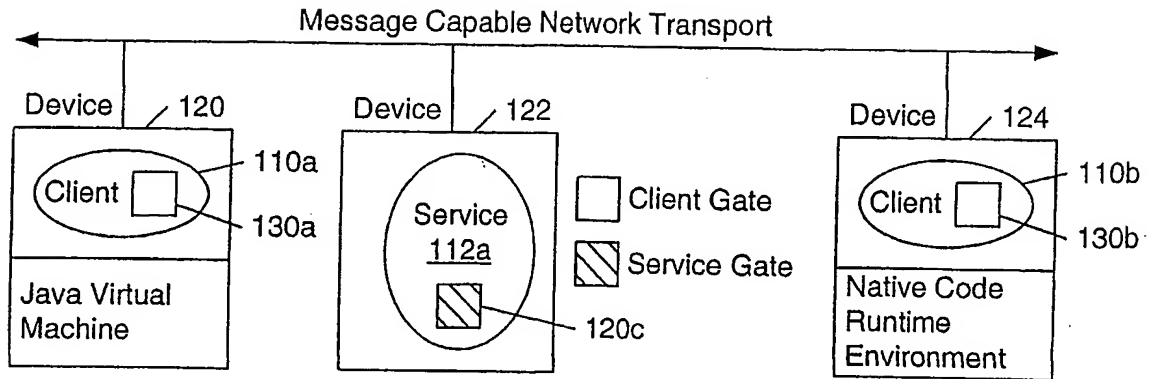 Message Capable Network Transport
Device 120
Device 122
Device 124
Client
110a
130a
Java Virtual
Machine
Service
112a
120c
Client Gate
Service Gate
Client
110b
130b
Native Code
Runtime
Environment